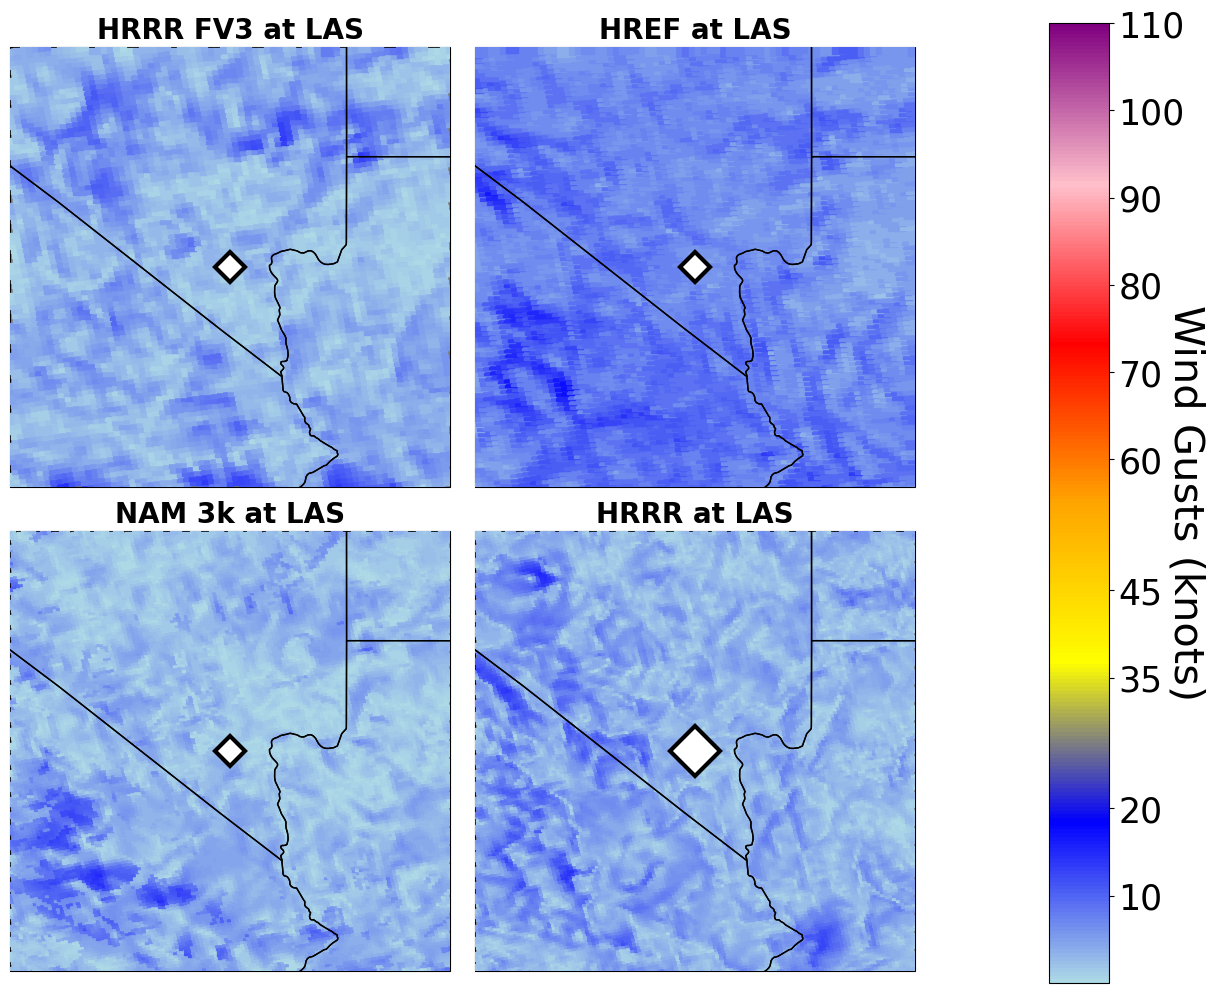 HRRR FV3 at LAS
HREF at LAS
NAM 3k at LAS
HRRR at LAS
110
100
90
80
70
60
45
35
20
10
Wind Gusts (knots)